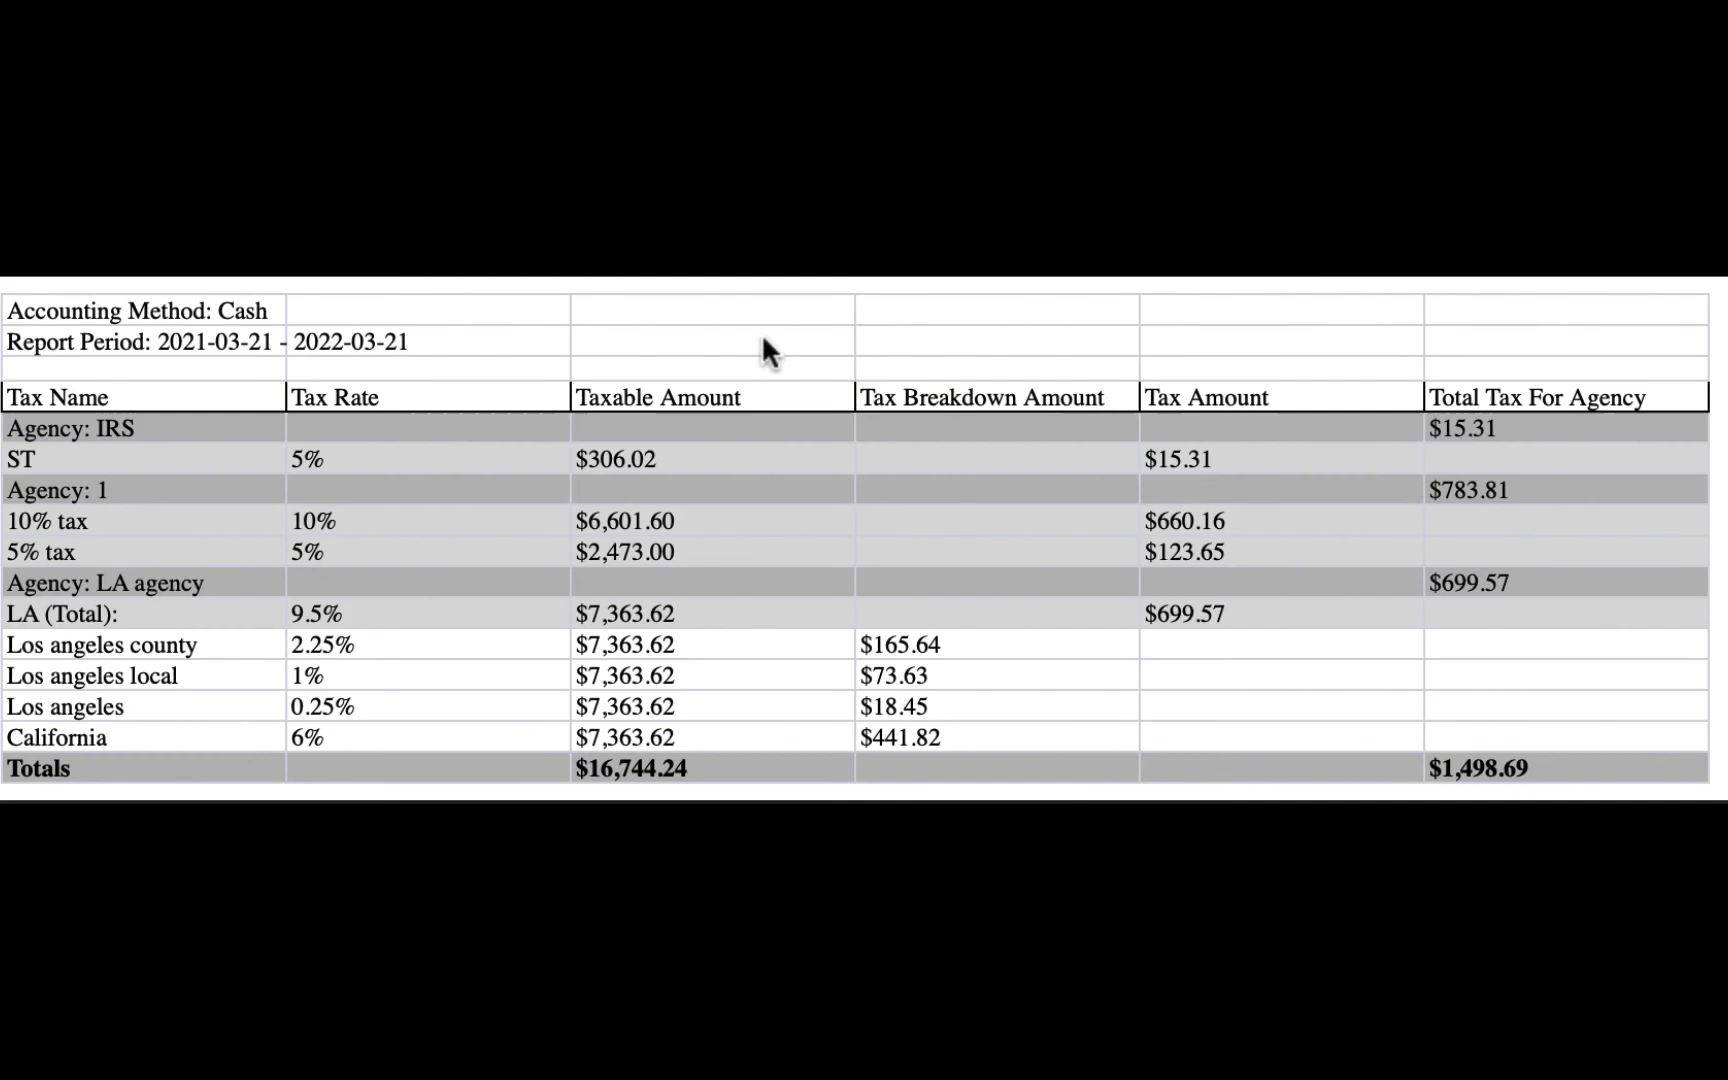 Accounting Method: Cash
Report Period: 2021-03-21 - 2022-03-21
Tax Name Tax Rate Taxable Amount Tax Breakdown Amount Tax Amount Total Tax For Agency
Agency: IRS $15.31
ST 5% $306.02 $15.31
Agency: 1 $783.81
10% tax 10% $6,601.60 $660.16
5% tax 5% $2,473.00 $123.65
Agency: LA agency $699.57
LA (Total): 9.5% $7,363.62 $699.57
Los angeles county 2.25% $7,363.62 $165.64
Los angeles local 1% $7,363.62 $73.63
Los angeles 0.25% $7,363.62 $18.45
California 6% $7,363.62 $441.82
Totals $16,744.24 $1,498.69